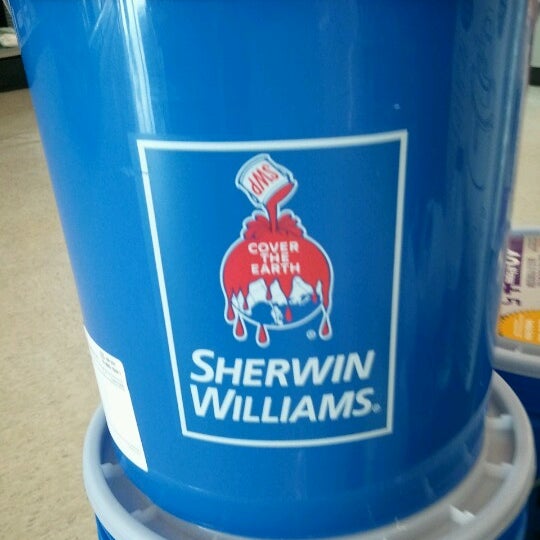 SWP
COVER
THE
EARTH
®
SHERWIN
WILLIAMS®